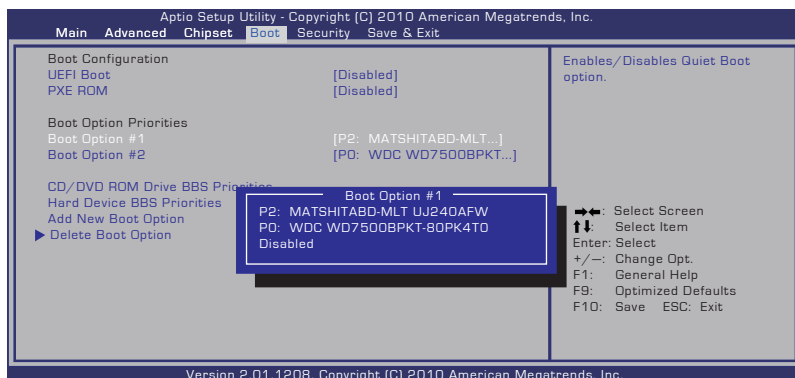 Aptio Setup Utility - Copyright (C) 2010 American Megatrends, Inc.
Main Advanced Chipset Boot Security Save & Exit
Boot Configuration
UEFI Boot [Disabled]
PXE ROM [Disabled]
Boot Option Priorities
Boot Option #1 [P2: MATSHITABD-MLT...]
Boot Option #2 [P0: WDC WD7500BPKT...]
CD/DVD ROM Drive BBS Priorities
Hard Device BBS Priorities
Add New Boot Option
Delete Boot Option
Boot Option #1
P2: MATSHITABD-MLT UJ240AFW
P0: WDC WD7500BPKT-80PK4T0
Disabled
Enables/Disables Quiet Boot
option.
→←: Select Screen
↑↓: Select Item
Enter: Select
+/—: Change Opt.
F1: General Help
F9: Optimized Defaults
F10: Save ESC: Exit
Version 2.01.1208. Copyright (C) 2010 American Megatrends, Inc.